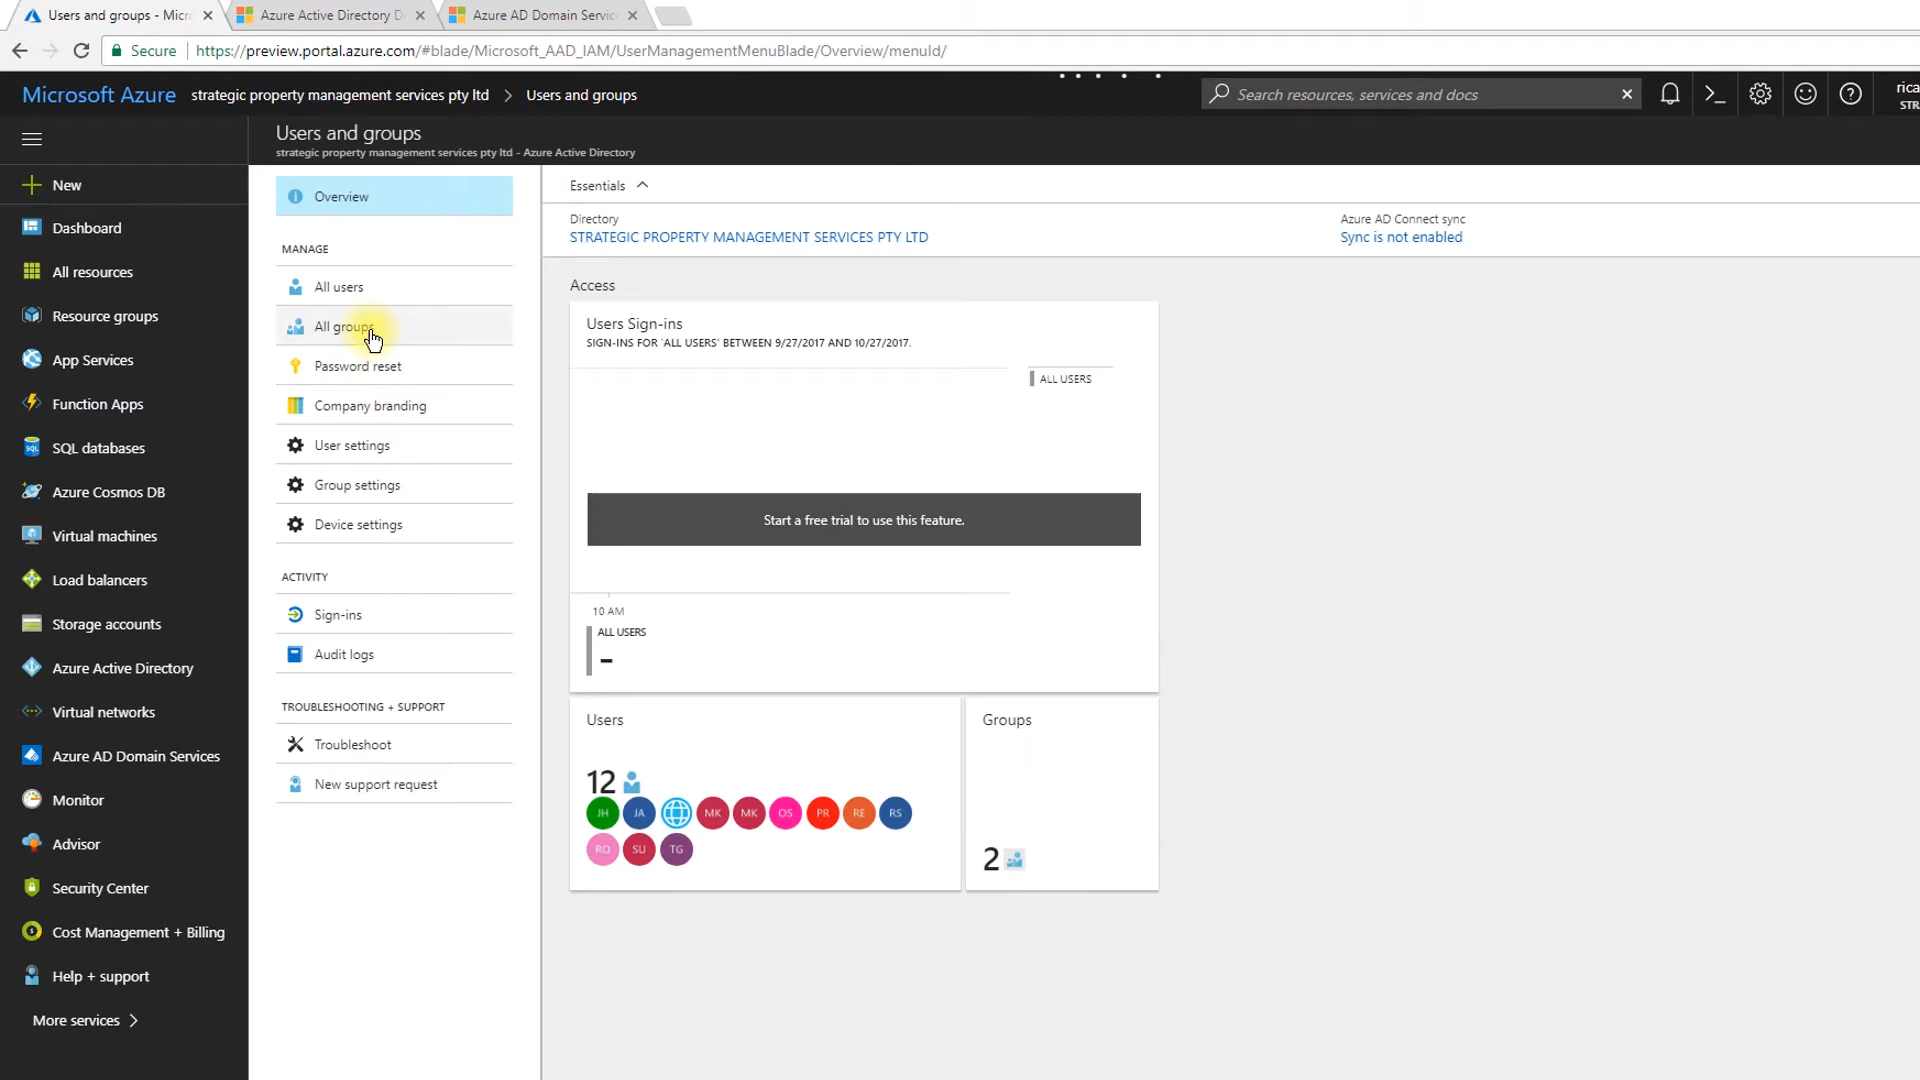 Users and groups - Micr
Azure Active Directory D
Azure AD Domain Servic
Secure
https://preview.portal.azure.com/#blade/Microsoft_AAD_IAM/UserManagementMenuBlade/Overview/menuId/
Microsoft Azure
strategic property management services pty ltd > Users and groups
Search resources, services and docs
rica
STR
Users and groups
strategic property management services pty ltd - Azure Active Directory
New
Dashboard
All resources
Resource groups
App Services
Function Apps
SQL databases
Azure Cosmos DB
Virtual machines
Load balancers
Storage accounts
Azure Active Directory
Virtual networks
Azure AD Domain Services
Monitor
Advisor
Security Center
Cost Management + Billing
Help + support
More services
Overview
MANAGE
All users
All groups
Password reset
Company branding
User settings
Group settings
Device settings
ACTIVITY
Sign-ins
Audit logs
TROUBLESHOOTING + SUPPORT
Troubleshoot
New support request
Essentials
Directory
STRATEGIC PROPERTY MANAGEMENT SERVICES PTY LTD
Azure AD Connect sync
Sync is not enabled
Access
Users Sign-ins
SIGN-INS FOR `ALL USERS' BETWEEN 9/27/2017 AND 10/27/2017.
ALL USERS
Start a free trial to use this feature.
10 AM
ALL USERS
–
Users
12
JH JA MK MK OS PR RE RS
RO SU TG
Groups
2